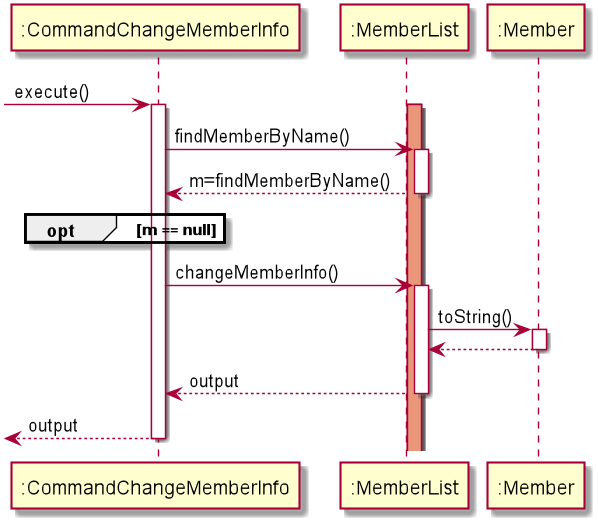 :CommandChangeMemberInfo :MemberList :Member
execute()
findMemberByName()
m=findMemberByName()
opt [m == null]
changeMemberInfo()
toString()
output
output
:CommandChangeMemberInfo :MemberList :Member